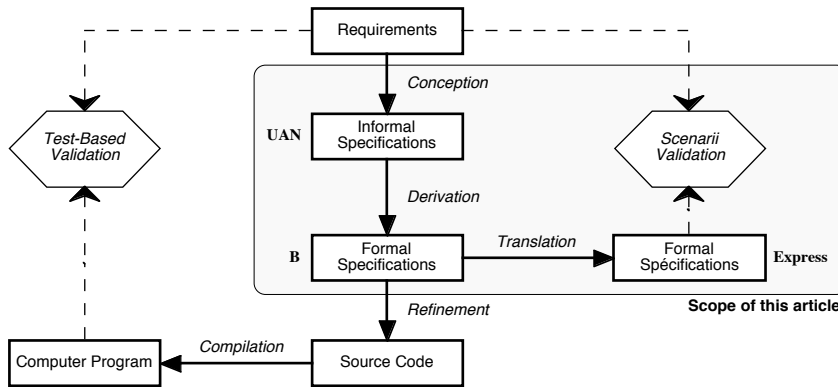 Requirements
Conception
UAN
Informal
Specifications
Test-Based
Validation
Scenarii
Validation
Derivation
B
Formal
Specifications
Translation
Formal
Spécifications
Express
Scope of this article
Refinement
Computer Program
Compilation
Source Code